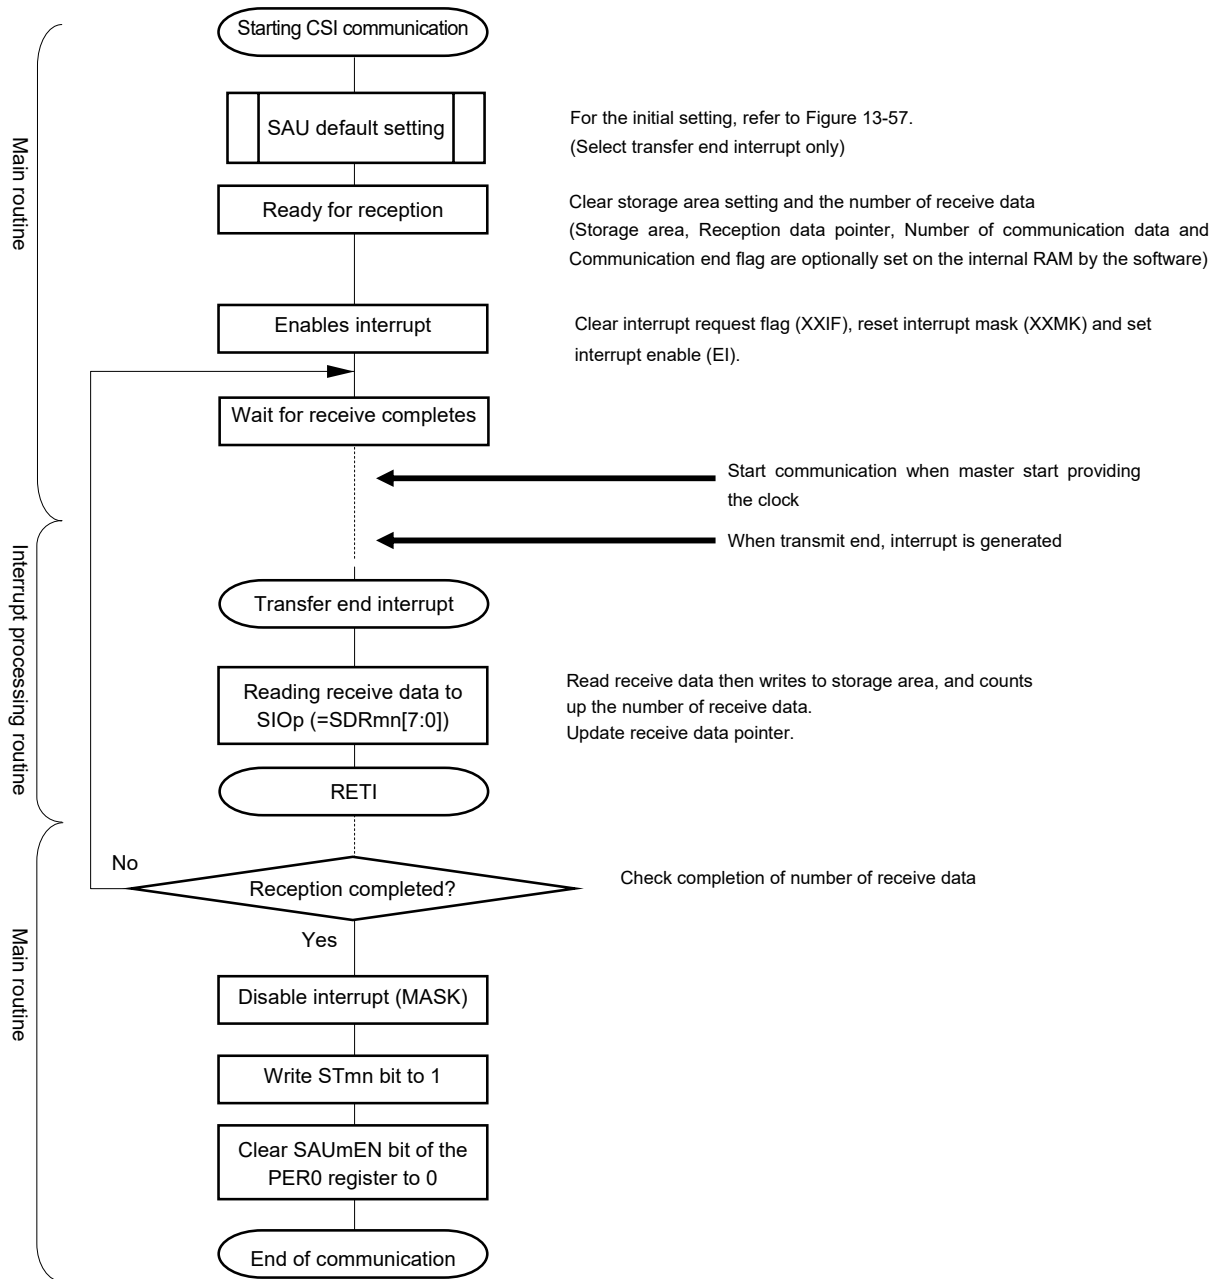 Starting CSI communication
Main routine
SAU default setting
For the initial setting, refer to Figure 13-57.
(Select transfer end interrupt only)
Ready for reception
Clear storage area setting and the number of receive data
(Storage area, Reception data pointer, Number of communication data and
Communication end flag are optionally set on the internal RAM by the software)
Enables interrupt
Clear interrupt request flag (XXIF), reset interrupt mask (XXMK) and set
interrupt enable (EI).
Wait for receive completes
Start communication when master start providing
the clock
When transmit end, interrupt is generated
Interrupt processing routine
Transfer end interrupt
Reading receive data to
SIOp (=SDRmn[7:0])
Read receive data then writes to storage area, and counts
up the number of receive data.
Update receive data pointer.
RETI
No
Reception completed?
Check completion of number of receive data
Yes
Main routine
Disable interrupt (MASK)
Write STmn bit to 1
Clear SAUmEN bit of the
PER0 register to 0
End of communication